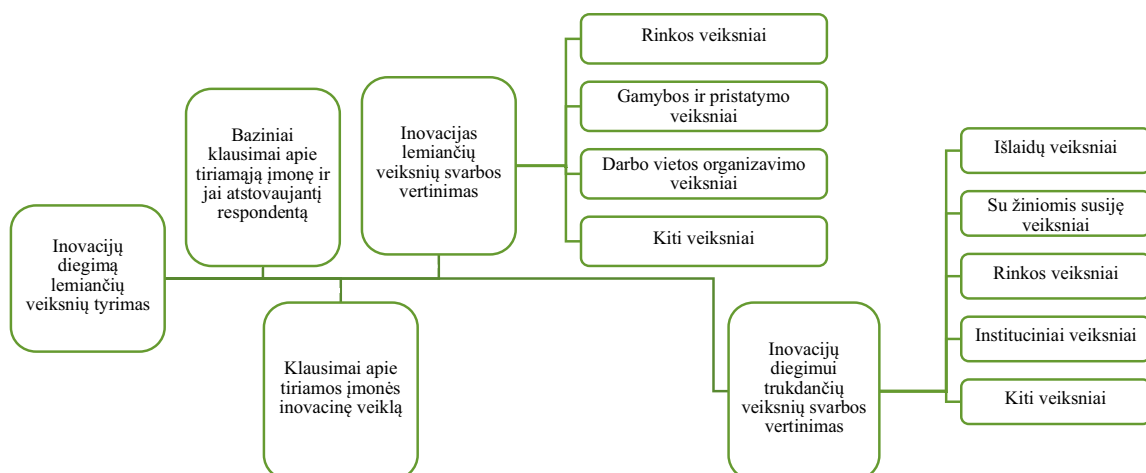 Inovacijų
diegimą
lemiančių
veiksnių tyrimas
Baziniai
klausimai apie
tiriamąją įmonę ir
jai atstovaujantį
respondentą
Klausimai apie
tiriamos įmonės
inovacinę veiklą
Inovacijas
lemiančių
veiksnių svarbos
vertinimas
Rinkos veiksniai
Gamybos ir pristatymo
veiksniai
Darbo vietos organizavimo
veiksniai
Kiti veiksniai
Inovacijų
diegimui
trukdančių
veiksnių svarbos
vertinimas
Išlaidų veiksniai
Su žiniomis susiję
veiksniai
Rinkos veiksniai
Instituciniai veiksniai
Kiti veiksniai